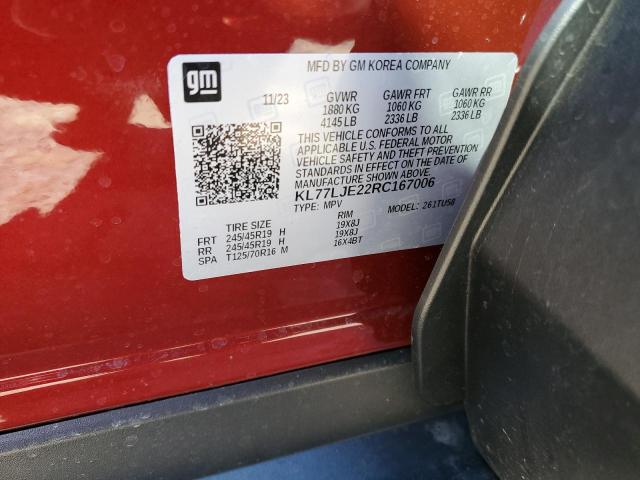 gm
MFD BY GM KOREA COMPANY
11/23 GVWR GAWR FRT GAWR RR
1880 KG 1060 KG 1060 KG
4145 LB 2336 LB 2336 LB
THIS VEHICLE CONFORMS TO ALL
APPLICABLE U.S. FEDERAL MOTOR
VEHICLE SAFETY AND THEFT PREVENTION
STANDARDS IN EFFECT ON THE DATE OF
MANUFACTURE SHOWN ABOVE.
KL77LJE22RC167006
TYPE: MPV MODEL: 261TU58
TIRE SIZE RIM
FRT 245/45R19 H 19X8J
RR 245/45R19 H 19X8J
SPA T125/70R16 M 16X4BT